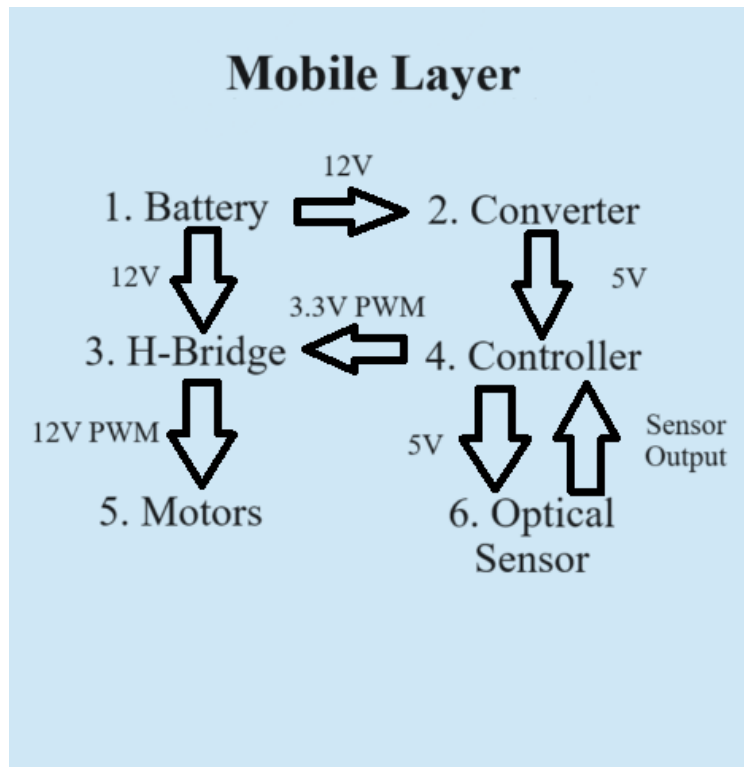 Mobile Layer
12V
1. Battery
2. Converter
12V
5V
3.3V PWM
3. H-Bridge
4. Controller
12V PWM
5V
Sensor
Output
5. Motors
6. Optical
Sensor